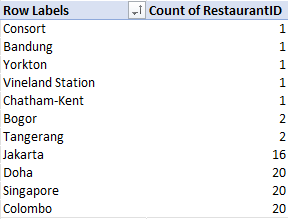 Row Labels Count of RestaurantID
Consort 1
Bandung 1
Yorkton 1
Vineland Station 1
Chatham-Kent 1
Bogor 2
Tangerang 2
Jakarta 16
Doha 20
Singapore 20
Colombo 20